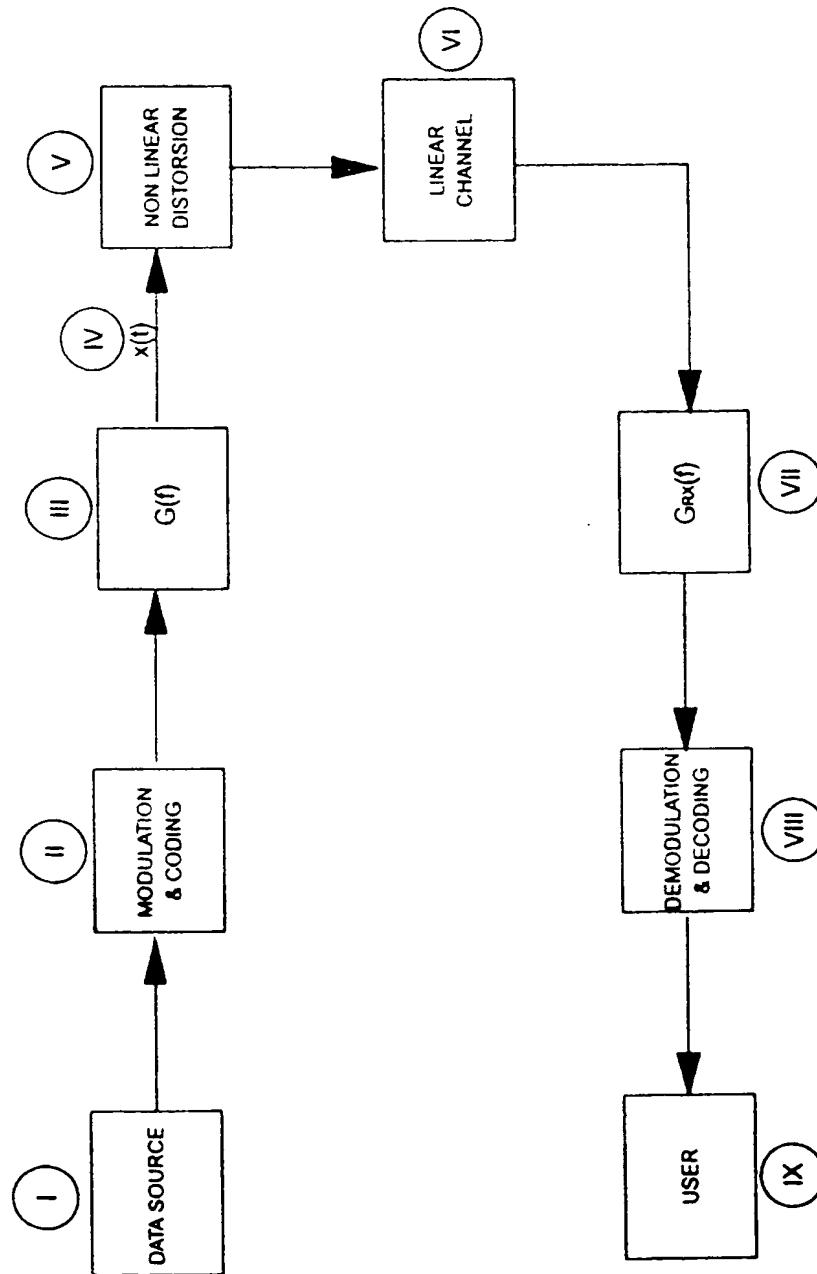 I
DATA SOURCE
II
MODULATION
& CODING
III
G(f)
IV
x(t)
V
NON LINEAR
DISTORSION
VI
LINEAR
CHANNEL
VII
GRX(f)
VIII
DEMODULATION
& DECODING
IX
USER